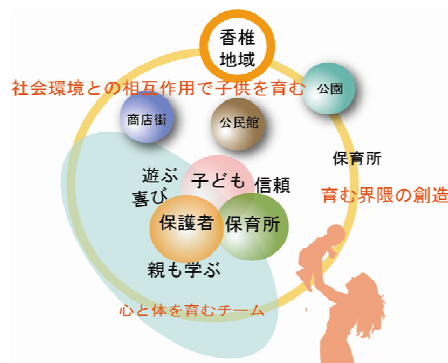 香椎
地域
社会環境との相互作用で子供を育む
公園
商店街
公民館
保育所
遊ぶ
喜び
子ども
信頼
育む界隈の創造
保護者
保育所
親も学ぶ
心と体を育むチーム